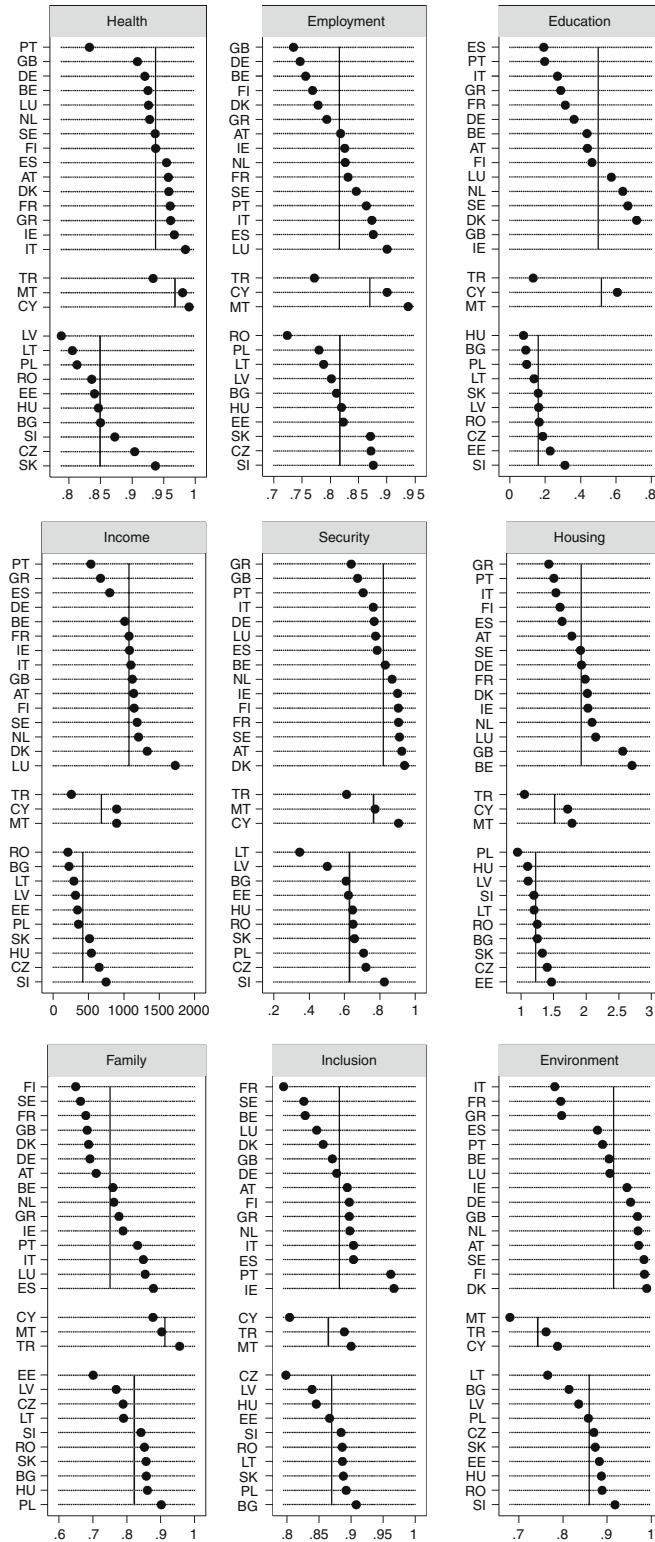 Health
PT
GB
DE
BE
LU
NL
SE
FI
ES
AT
DK
FR
GR
IE
IT
TR
MT
CY
LV
LT
PL
RO
EE
HU
BG
SI
CZ
SK
.8 .85 .9 .95 1
Employment
GB
DE
BE
FI
DK
GR
AT
IE
NL
FR
SE
PT
IT
ES
LU
TR
CY
MT
RO
PL
LT
LV
BG
HU
EE
SK
CZ
SI
.7 .75 .8 .85 .9 .95
Education
ES
PT
IT
GR
FR
DE
BE
AT
FI
LU
NL
SE
DK
GB
IE
TR
CY
MT
HU
BG
PL
LT
SK
LV
RO
CZ
EE
SI
0 .2 .4 .6 .8
Income
PT
GR
ES
DE
BE
FR
IE
IT
GB
AT
FI
SE
NL
DK
LU
TR
CY
MT
RO
BG
LT
LV
EE
PL
SK
HU
CZ
SI
0 500 1000 1500 2000
Security
GR
GB
PT
IT
DE
LU
ES
BE
NL
IE
FI
FR
SE
AT
DK
TR
MT
CY
LT
LV
BG
EE
HU
RO
SK
PL
CZ
SI
.2 .4 .6 .8 1
Housing
GR
PT
IT
FI
ES
AT
SE
DE
FR
DK
IE
NL
LU
GB
BE
TR
CY
MT
PL
HU
LV
SI
LT
RO
BG
SK
CZ
EE
1 1.5 2 2.5 3
Family
FI
SE
FR
GB
DK
DE
AT
BE
NL
GR
IE
PT
IT
LU
ES
CY
MT
TR
EE
LV
CZ
LT
SI
RO
SK
BG
HU
PL
.6 .7 .8 .9 1
Inclusion
FR
SE
BE
LU
DK
GB
DE
AT
FI
GR
NL
IT
ES
PT
IE
CY
TR
MT
CZ
LV
HU
EE
SI
RO
LT
SK
PL
BG
.8 .85 .9 .95 1
Environment
IT
FR
GR
ES
PT
BE
LU
IE
DE
GB
NL
AT
SE
FI
DK
MT
TR
CY
LT
BG
LV
PL
CZ
SK
EE
HU
RO
SI
.7 .8 .9 1